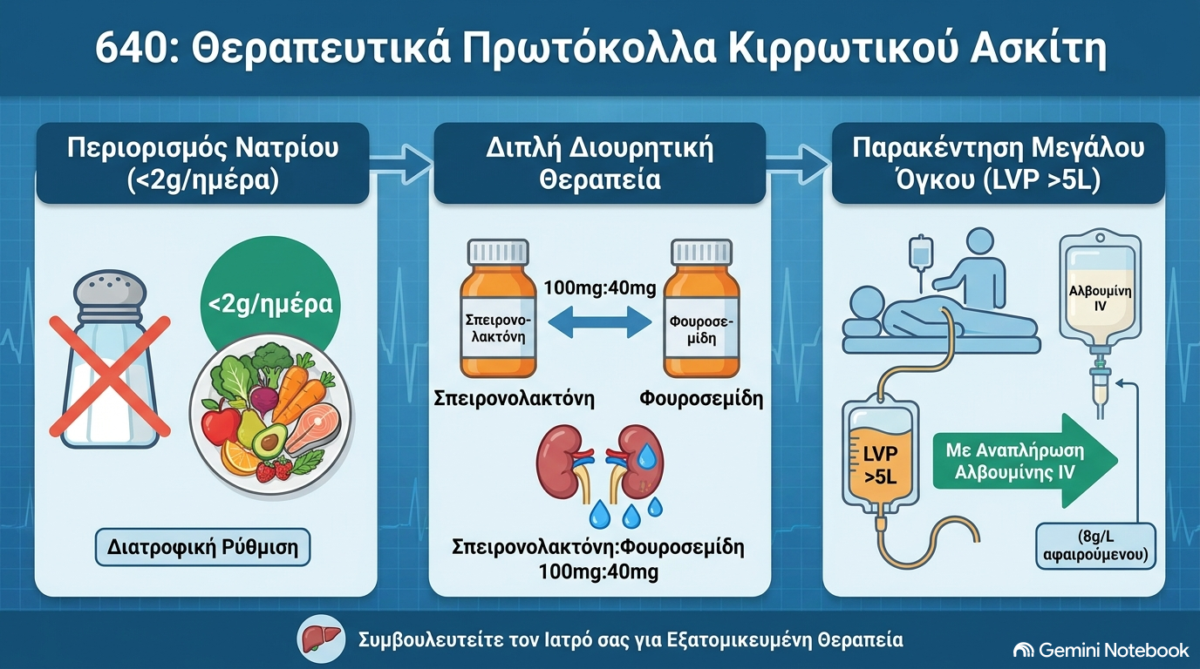 640: Θεραπευτικά Πρωτόκολλα Κιρρωτικού Ασκίτη
Περιορισμός Νατρίου
(<2g/ημέρα)
<2g/ημέρα
Διατροφική Ρύθμιση
Διπλή Διουρητική
Θεραπεία
100mg:40mg
Σπειρονο-
λακτόνη
Φουροσε-
μίδη
Σπειρονολακτόνη
Φουροσεμίδη
Σπειρονολακτόνη:Φουροσεμίδη
100mg:40mg
Παρακέντηση Μεγάλου
Όγκου (LVP >5L)
Αλβουμίνη
IV
LVP
>5L
Με Αναπλήρωση
Αλβουμίνης IV
(8g/L
αφαιρούμενου)
Συμβουλευτείτε τον Ιατρό σας για Εξατομικευμένη Θεραπεία
Gemini Notebook